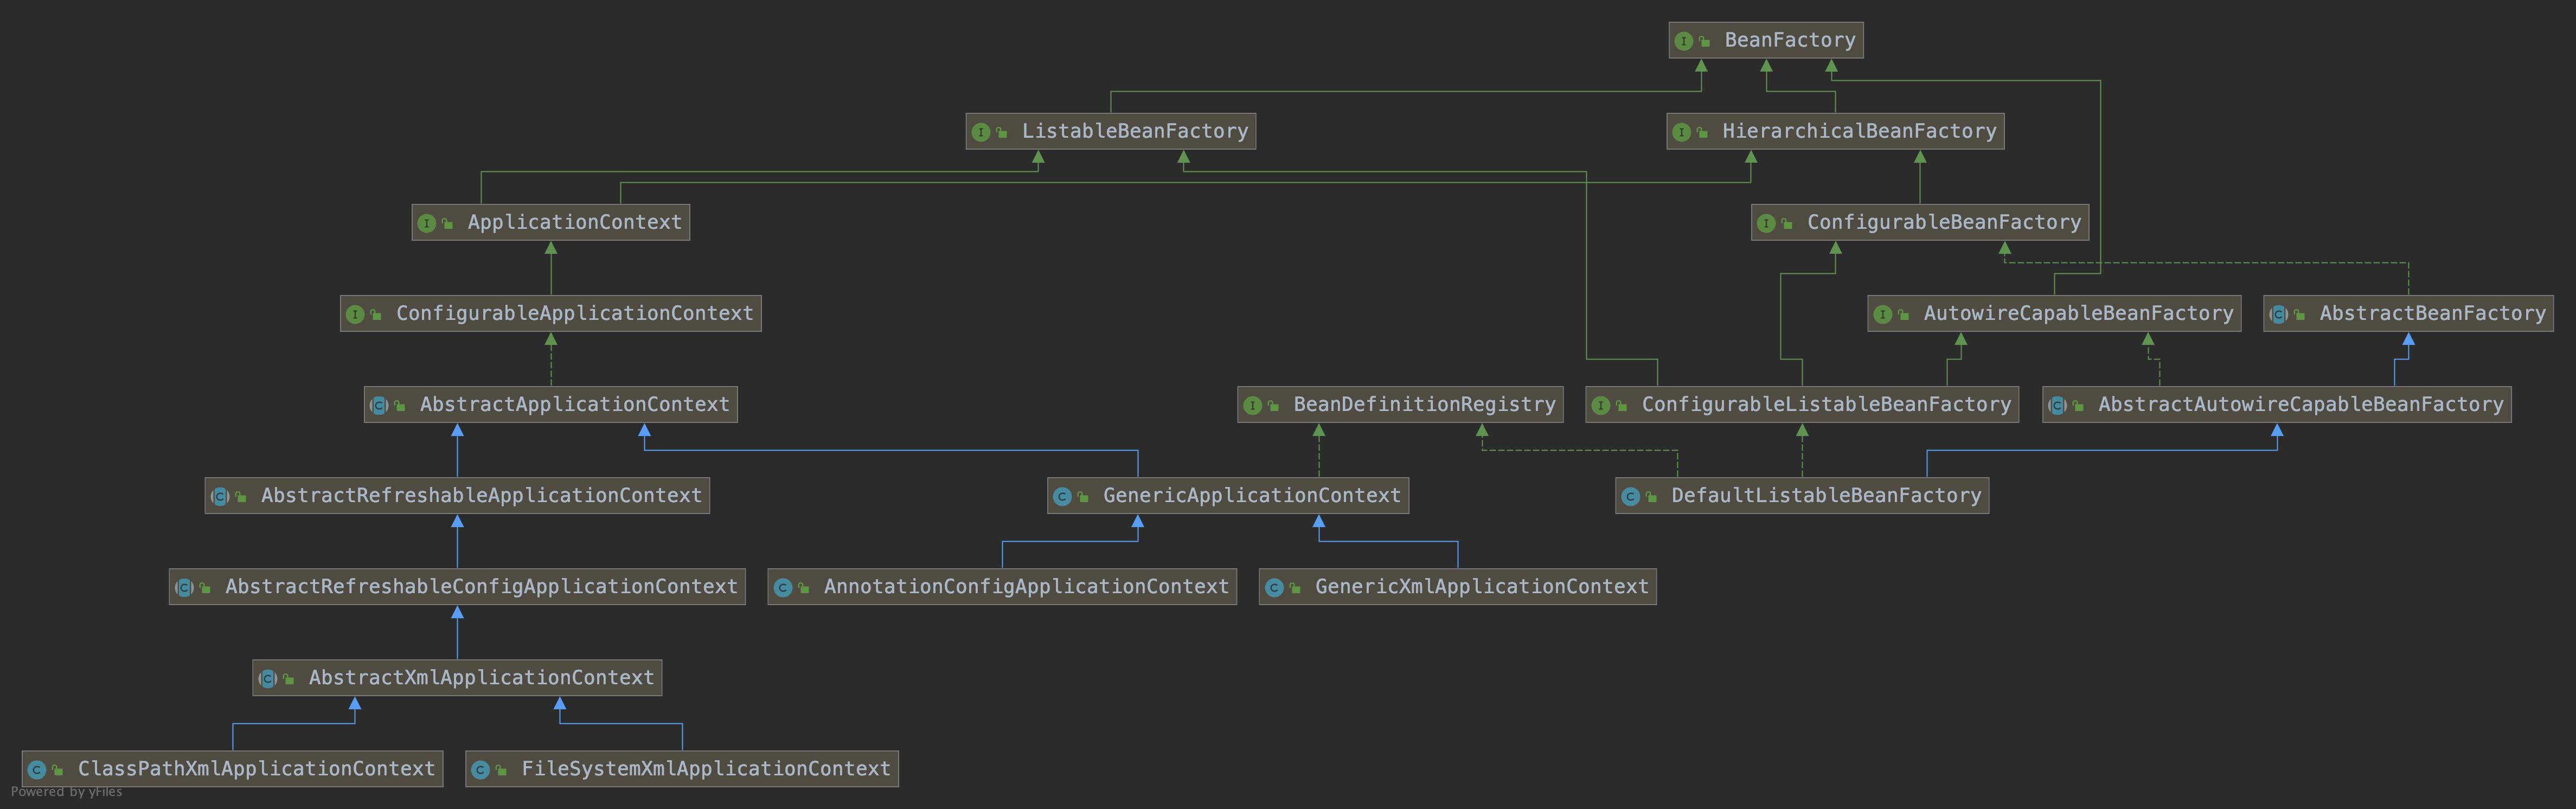 BeanFactory
ListableBeanFactory
HierarchicalBeanFactory
ApplicationContext
ConfigurableBeanFactory
ConfigurableApplicationContext
AutowireCapableBeanFactory
AbstractBeanFactory
AbstractApplicationContext
BeanDefinitionRegistry
ConfigurableListableBeanFactory
AbstractAutowireCapableBeanFactory
AbstractRefreshableApplicationContext
GenericApplicationContext
DefaultListableBeanFactory
AbstractRefreshableConfigApplicationContext
AnnotationConfigApplicationContext
GenericXmlApplicationContext
AbstractXmlApplicationContext
ClassPathXmlApplicationContext
FileSystemXmlApplicationContext
Powered by yFiles